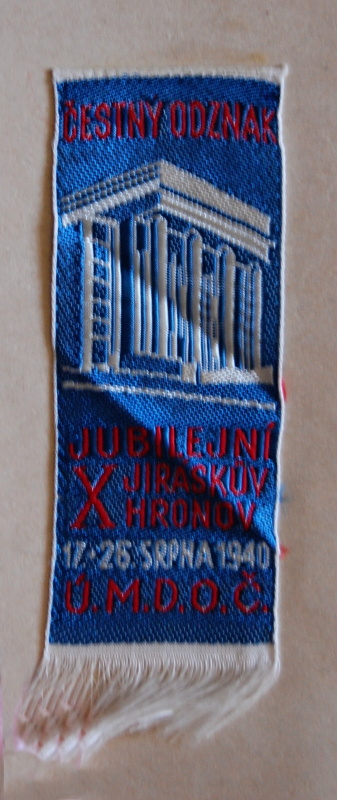 ČESTNÝ ODZNAK
JUBILEJNÍ
X JIRÁSKŮV
HRONOV
17.-26. SRPNA 1940
Ú.M.D.O.Č.